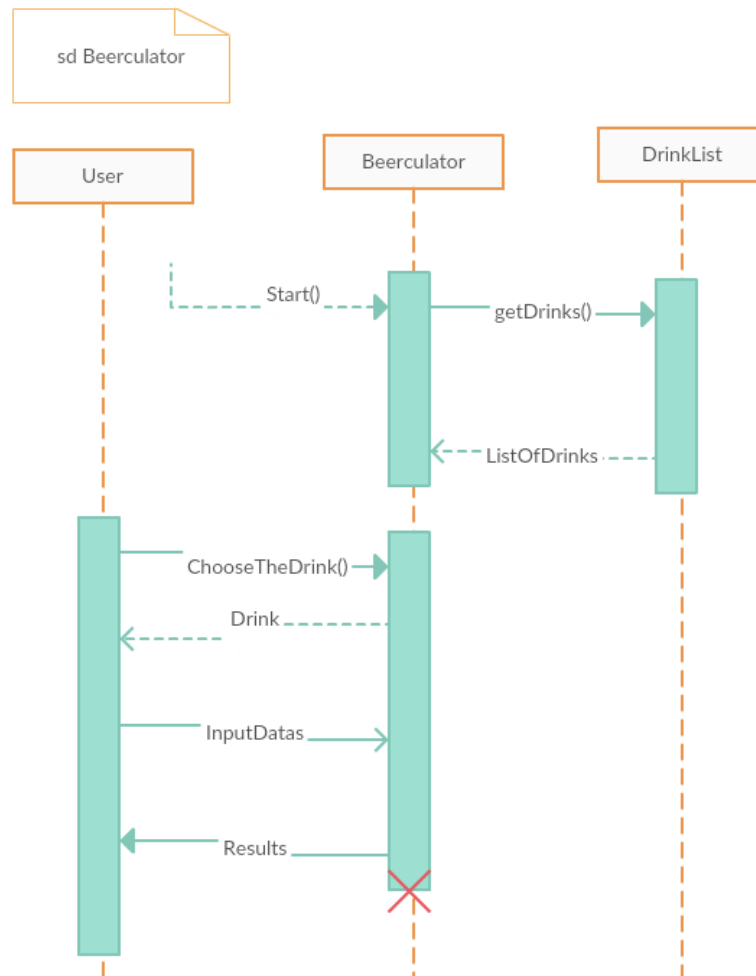 sd Beerculator
User
Beerculator
DrinkList
Start()
getDrinks()
ListOfDrinks
ChooseTheDrink()
Drink
InputDatas
Results